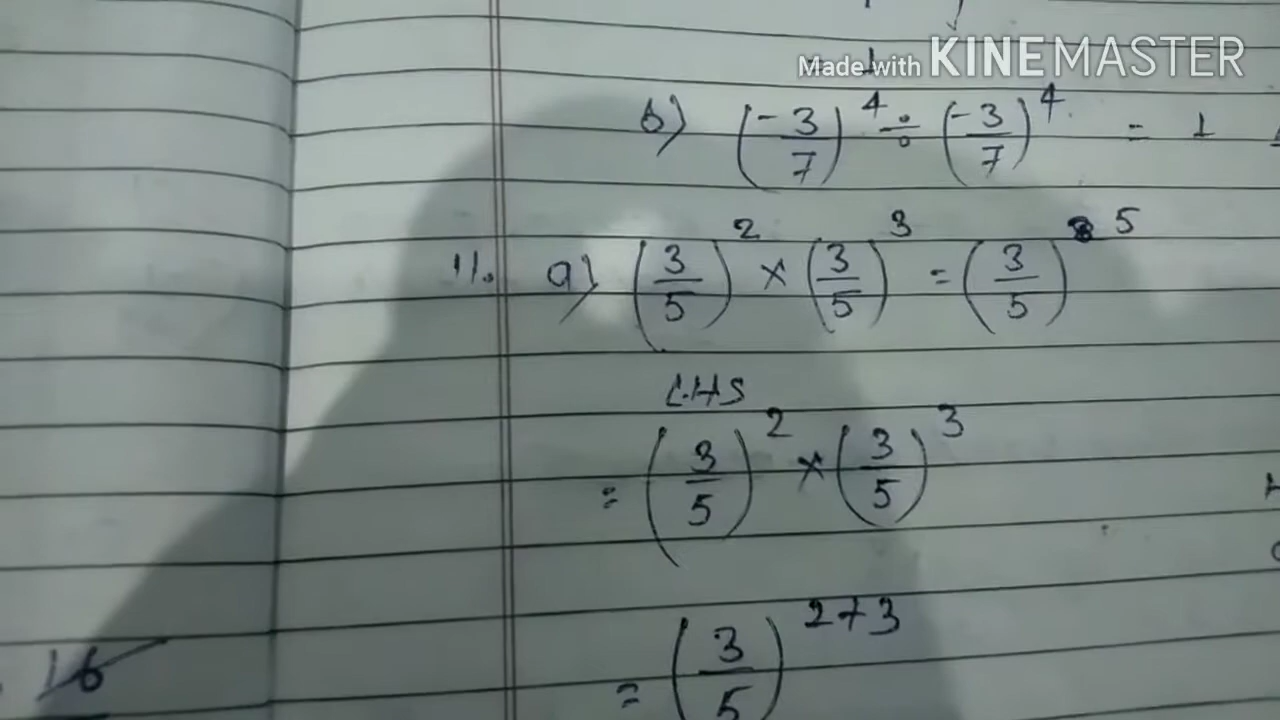 Made with KINEMASTER
b) (-3/7)^4 ÷ (-3/7)^4 = 1
11. a) (3/5)^2 × (3/5)^3 = (3/5)^5
LHS
= (3/5)^2 × (3/5)^3
= (3/5)^2+3
16